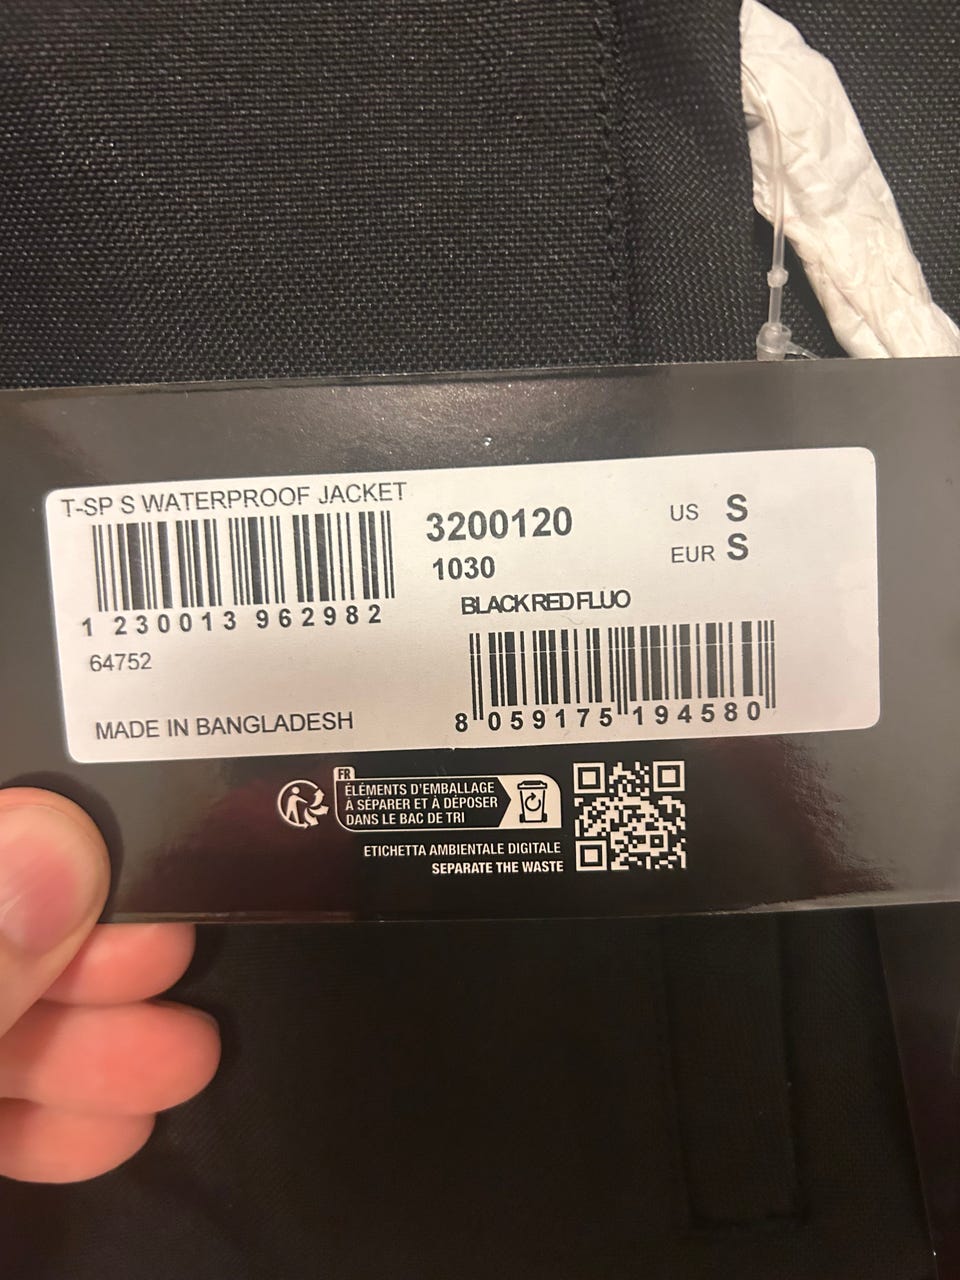 T-SP S WATERPROOF JACKET
1 230013 962982
64752
MADE IN BANGLADESH
3200120
1030
BLACK RED FLUO
US S
EUR S
8 059175 194580
FR
ÉLÉMENTS D'EMBALLAGE
À SÉPARER ET À DÉPOSER
DANS LE BAC DE TRI
ETICHETTA AMBIENTALE DIGITALE
SEPARATE THE WASTE